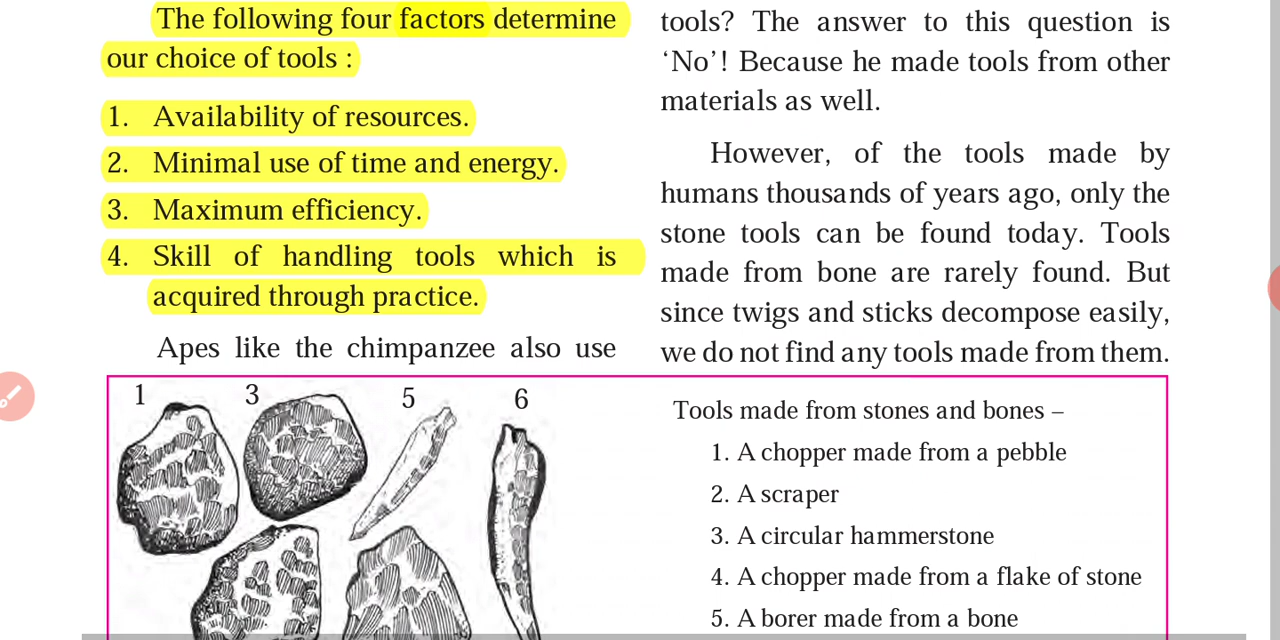 The following four factors determine
our choice of tools :
1. Availability of resources.
2. Minimal use of time and energy.
3. Maximum efficiency.
4. Skill of handling tools which is
acquired through practice.
Apes like the chimpanzee also use
tools? The answer to this question is
‘No’! Because he made tools from other
materials as well.
However, of the tools made by
humans thousands of years ago, only the
stone tools can be found today. Tools
made from bone are rarely found. But
since twigs and sticks decompose easily,
we do not find any tools made from them.
1 3 5 6
Tools made from stones and bones –
1. A chopper made from a pebble
2. A scraper
3. A circular hammerstone
4. A chopper made from a flake of stone
5. A borer made from a bone